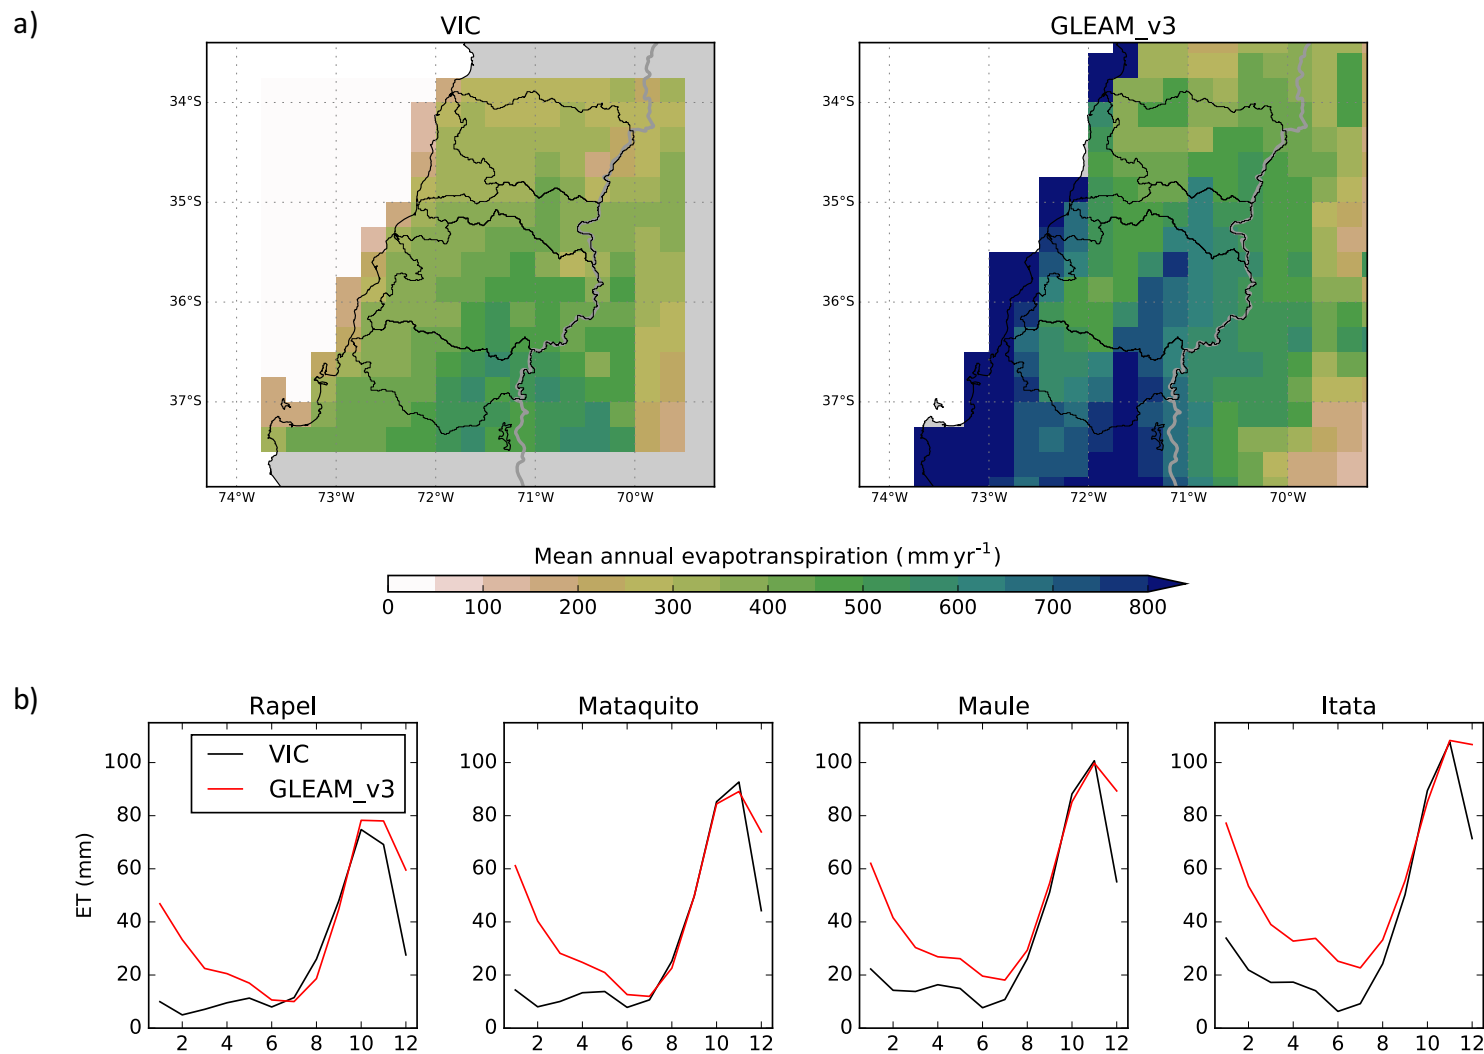 a)
VIC
GLEAM_v3
34°S
35°S
36°S
37°S
74°W 73°W 72°W 71°W 70°W
34°S
35°S
36°S
37°S
74°W 73°W 72°W 71°W 70°W
Mean annual evapotranspiration (mm yr⁻¹)
0 100 200 300 400 500 600 700 800
b)
Rapel
Mataquito
Maule
Itata
VIC
GLEAM_v3
ET (mm)
100
80
60
40
20
0
2 4 6 8 10 12
100
80
60
40
20
0
2 4 6 8 10 12
100
80
60
40
20
0
2 4 6 8 10 12
100
80
60
40
20
0
2 4 6 8 10 12